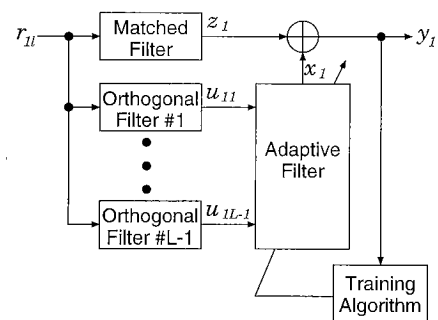 r1l
Matched
Filter
z1
y1
x1
Orthogonal
Filter #1
u11
Adaptive
Filter
Orthogonal
Filter #L-1
u1L-1
Training
Algorithm